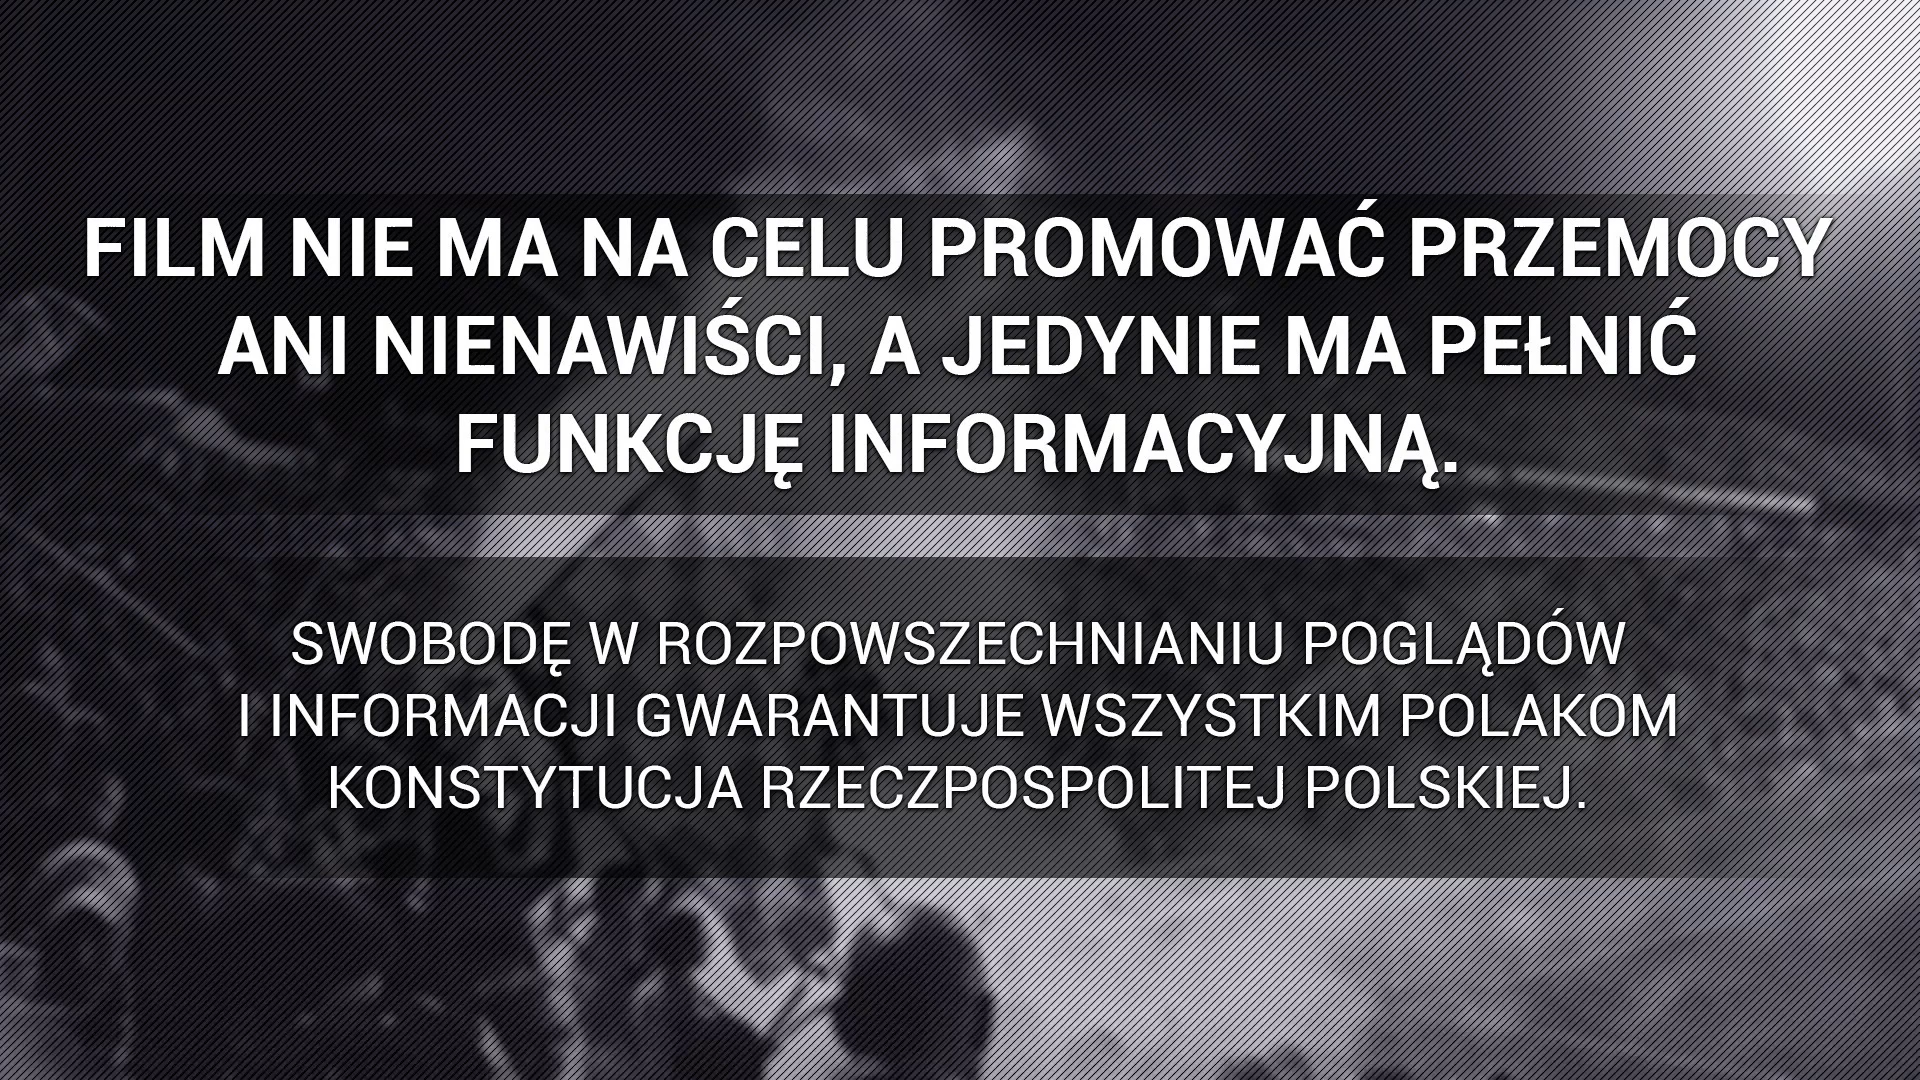 FILM NIE MA NA CELU PROMOWAĆ PRZEMOCY
ANI NIENAWIŚCI, A JEDYNIE MA PEŁNIĆ
FUNKCJĘ INFORMACYJNĄ.
SWOBODĘ W ROZPOWSZECHNIANIU POGLĄDÓW
I INFORMACJI GWARANTUJE WSZYSTKIM POLAKOM
KONSTYTUCJA RZECZPOSPOLITEJ POLSKIEJ.